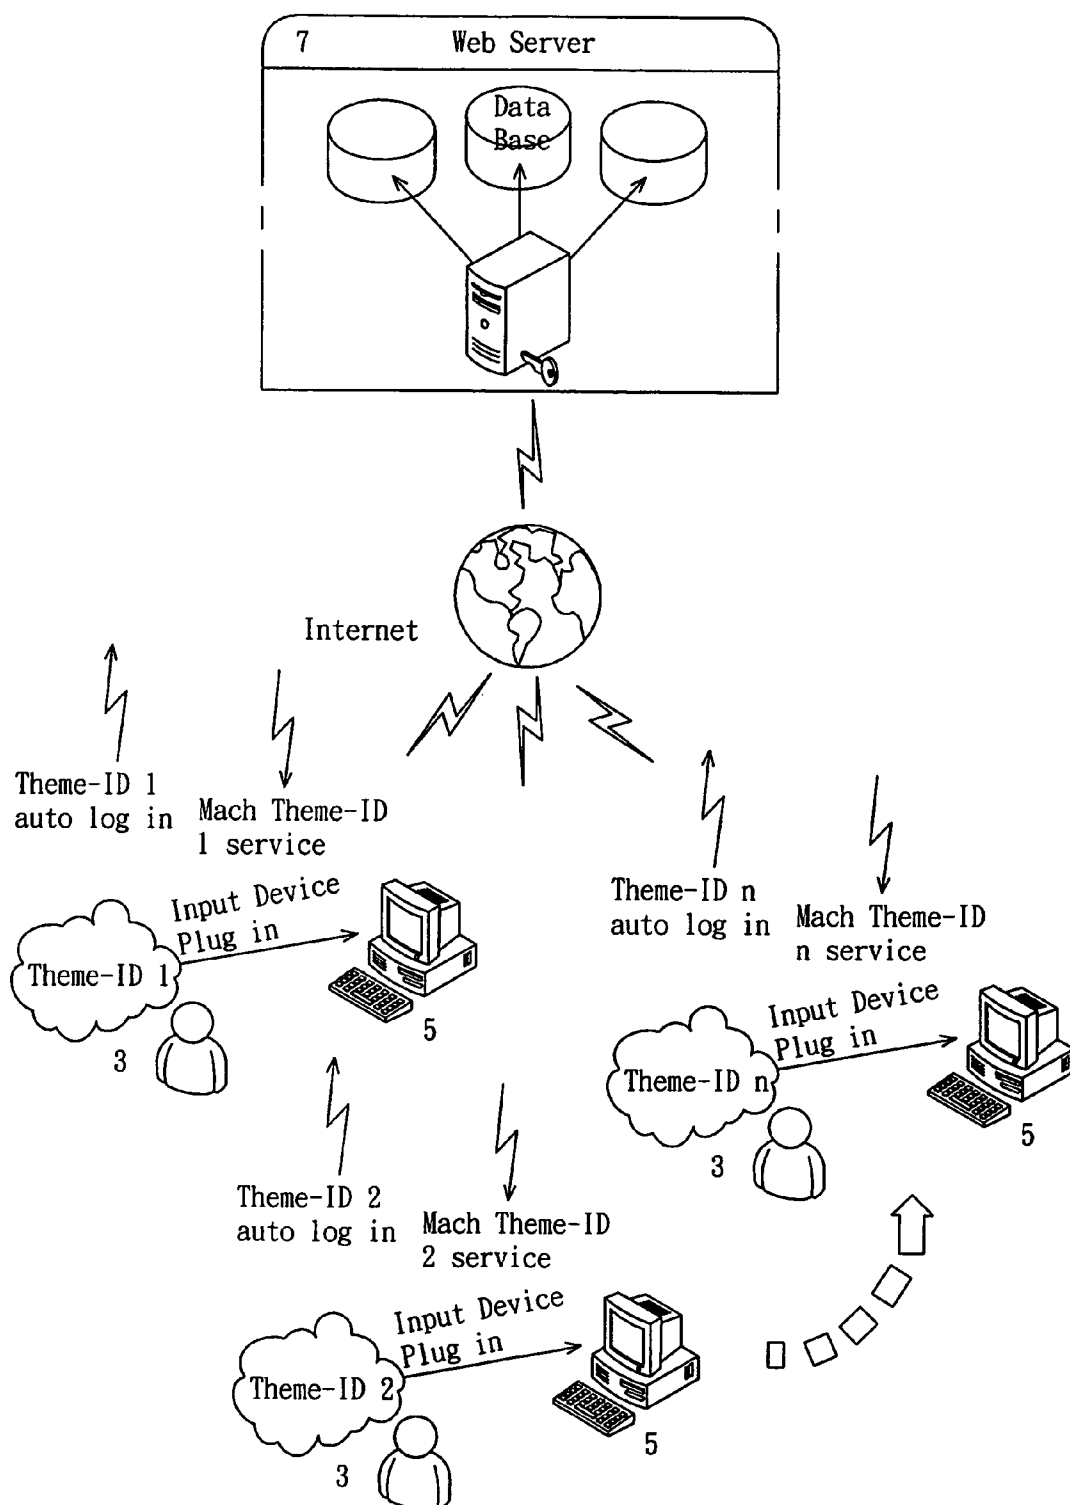 7 Web Server
Data
Base
Internet
Theme-ID 1
auto log in
Mach Theme-ID
1 service
Input Device
Plug in
Theme-ID 1
3
5
Theme-ID n
auto log in
Mach Theme-ID
n service
Input Device
Plug in
Theme-ID n
3
5
Theme-ID 2
auto log in
Mach Theme-ID
2 service
Input Device
Plug in
Theme-ID 2
3
5